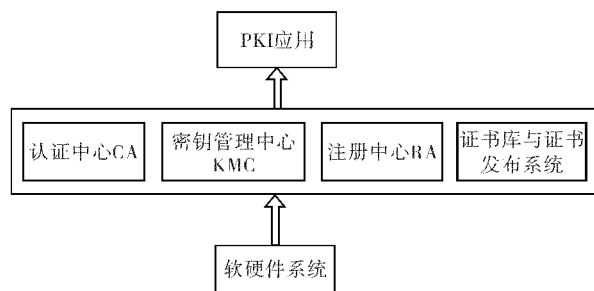 PKI应用
认证中心CA
密钥管理中心
KMC
注册中心RA
证书库与证书
发布系统
软硬件系统